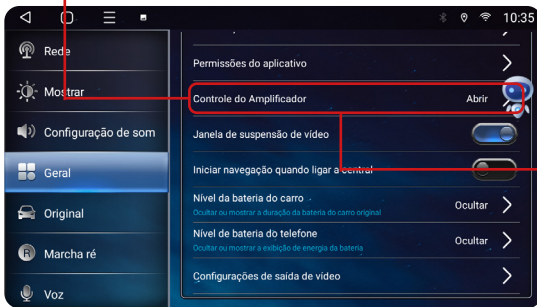 10:35
Rede
Mostrar
Configuração de som
Geral
Original
Marcha ré
Voz
Permissões do aplicativo
Controle do Amplificador Abrir
Janela de suspensão de vídeo
Iniciar navegação quando ligar a central
Nível da bateria do carro Ocultar
Ocultar ou mostrar a duração da bateria do carro original
Nível de bateria do telefone Ocultar
Ocultar ou mostrar a exibição de energia da bateria
Configurações de saída de vídeo